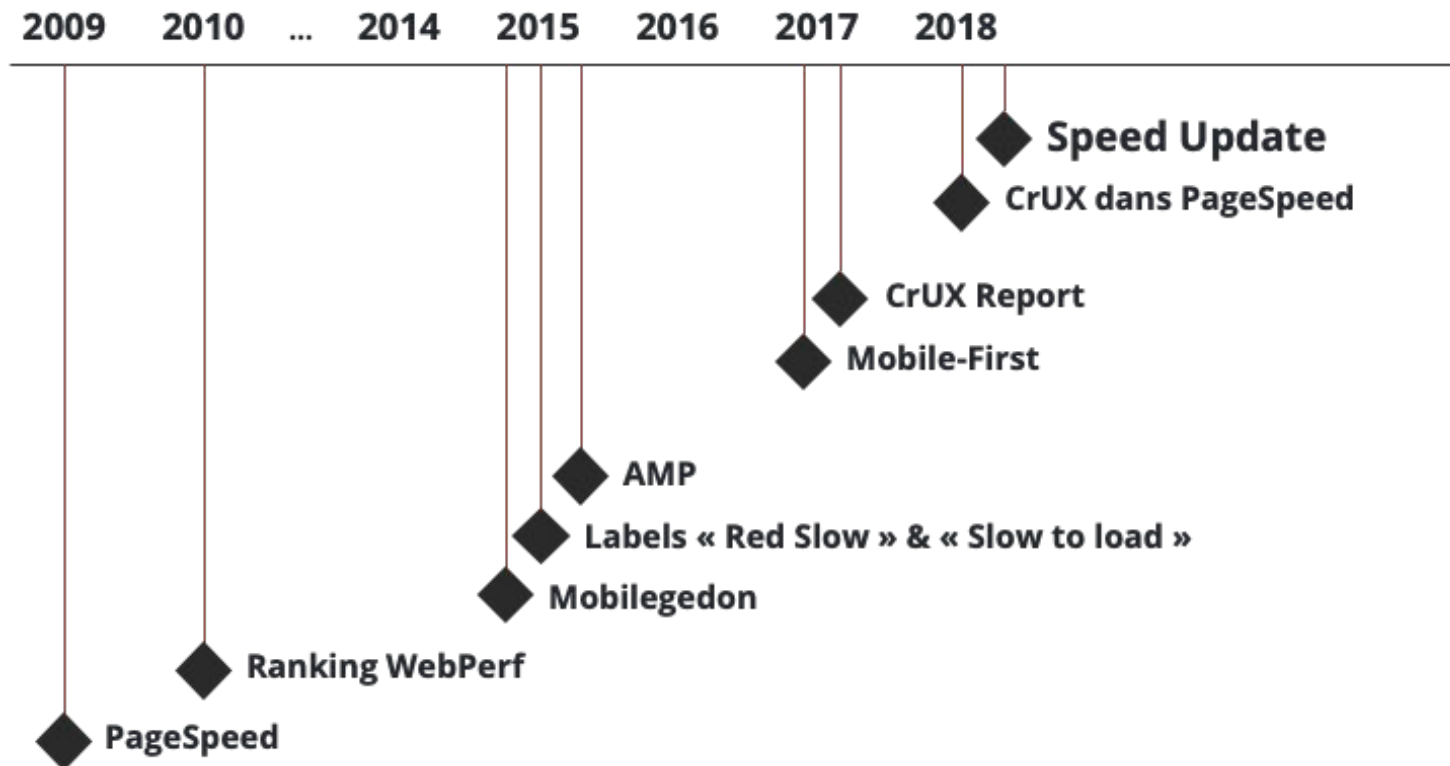 2009 2010 ... 2014 2015 2016 2017 2018
Speed Update
CrUX dans PageSpeed
CrUX Report
Mobile-First
AMP
Labels « Red Slow » & « Slow to load »
Mobilegedon
Ranking WebPerf
PageSpeed